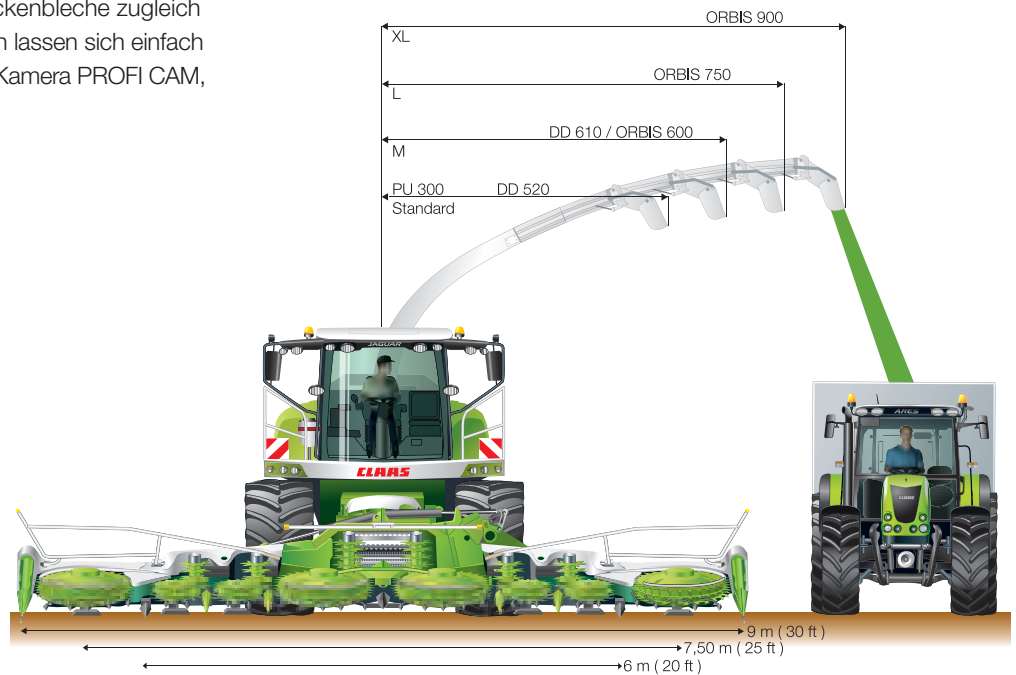 ckenbleche zugleich
n lassen sich einfach
Kamera PROFI CAM,
ORBIS 900
XL
ORBIS 750
L
DD 610 / ORBIS 600
M
PU 300 DD 520
Standard
JAGUAR
CLAAS
ARES
CLAAS
9 m ( 30 ft )
7,50 m ( 25 ft )
6 m ( 20 ft )